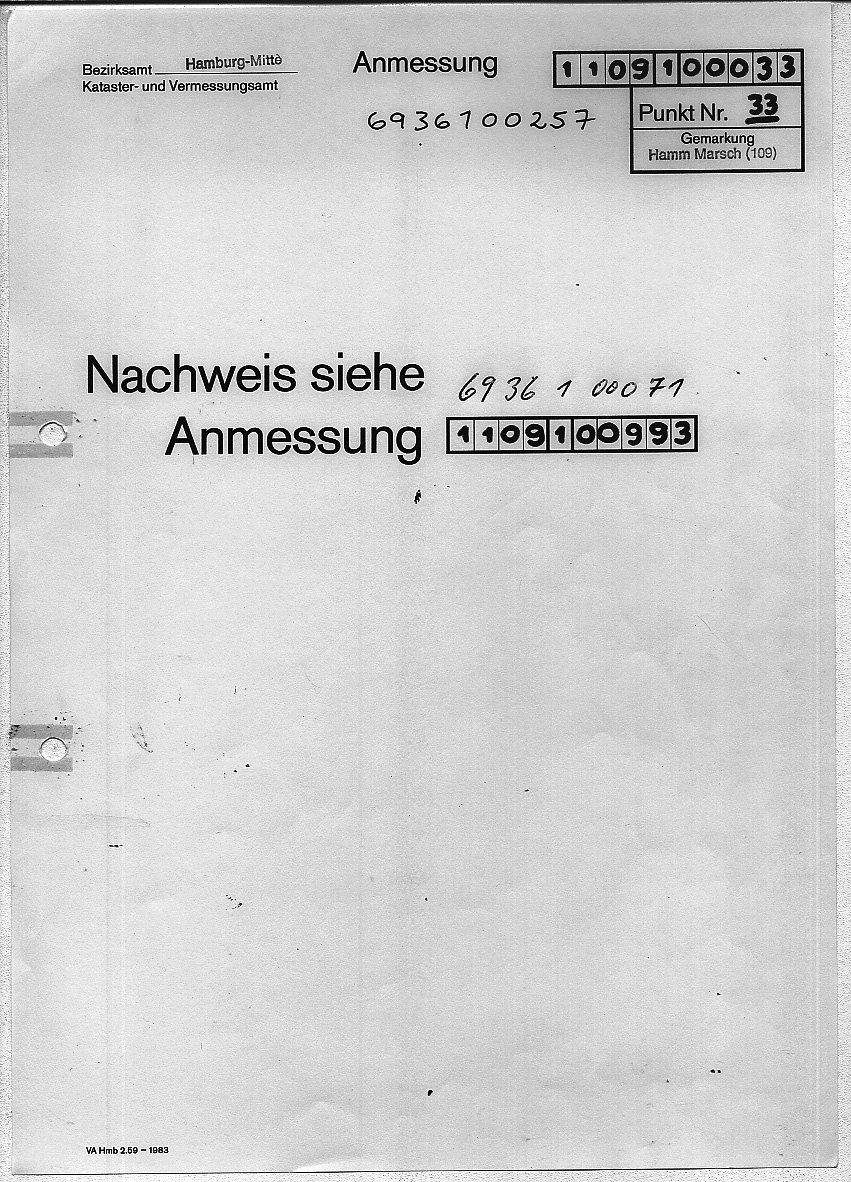 Bezirksamt Hamburg-Mitte
Kataster- und Vermessungsamt
Anmessung
1109100033
6936100257
Punkt Nr. 33
Gemarkung
Hamm Marsch (109)
Nachweis siehe
6936 1 00071
Anmessung
1109100993
VA Hmb 2.59 – 1983